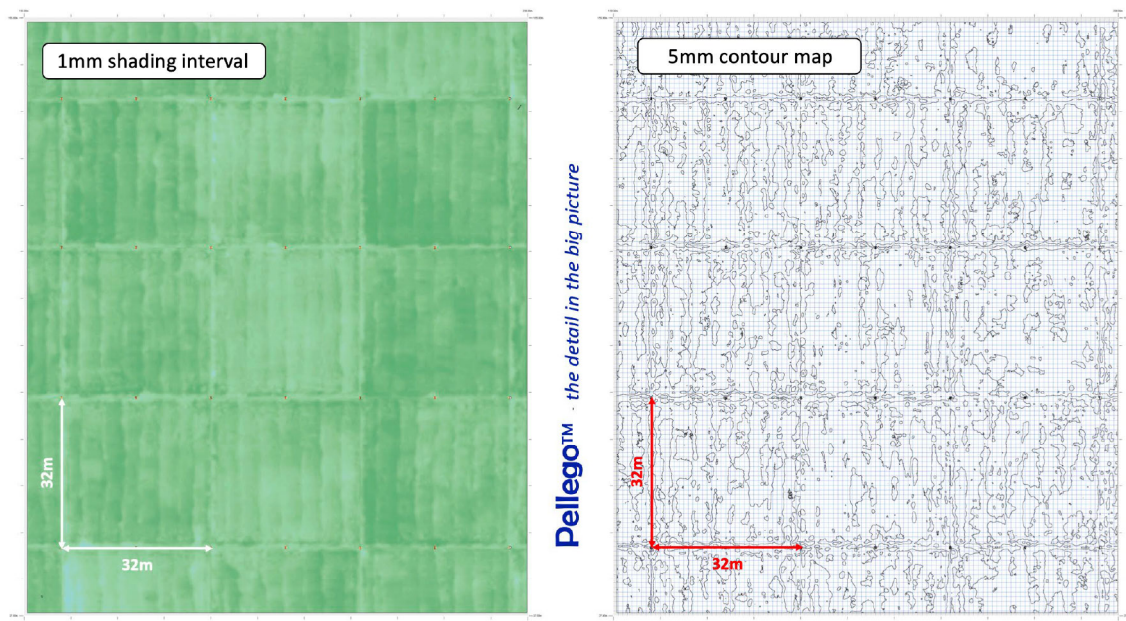 1mm shading interval
32m
32m
Pellego™ - the detail in the big picture
5mm contour map
32m
32m